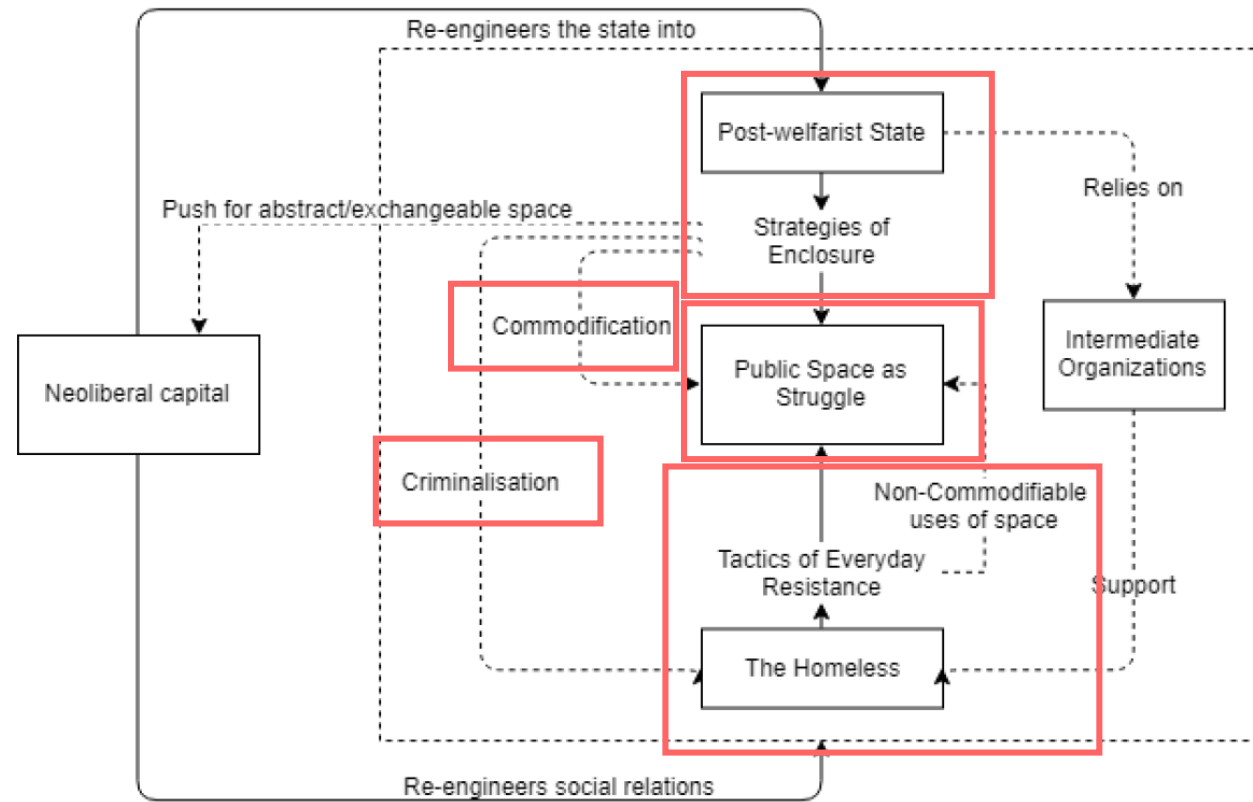 Re-engineers the state into
Post-welfarist State
Relies on
Push for abstract/exchangeable space
Strategies of
Enclosure
Commodification
Intermediate
Organizations
Public Space as
Struggle
Neoliberal capital
Criminalisation
Non-Commodifiable
uses of space
Tactics of Everyday
Resistance
Support
The Homeless
Re-engineers social relations